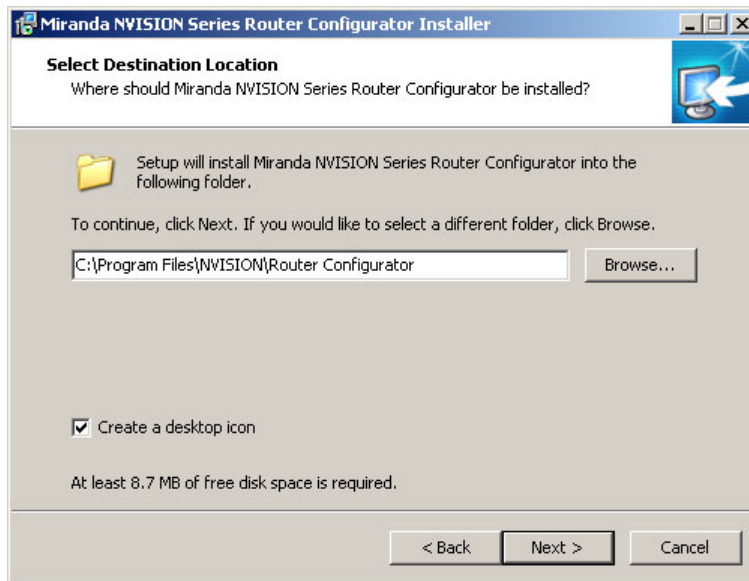 Miranda NVISION Series Router Configurator Installer
Select Destination Location
Where should Miranda NVISION Series Router Configurator be installed?
Setup will install Miranda NVISION Series Router Configurator into the
following folder.
To continue, click Next. If you would like to select a different folder, click Browse.
C:\Program Files\NVISION\Router Configurator
Browse...
Create a desktop icon
At least 8.7 MB of free disk space is required.
< Back
Next >
Cancel